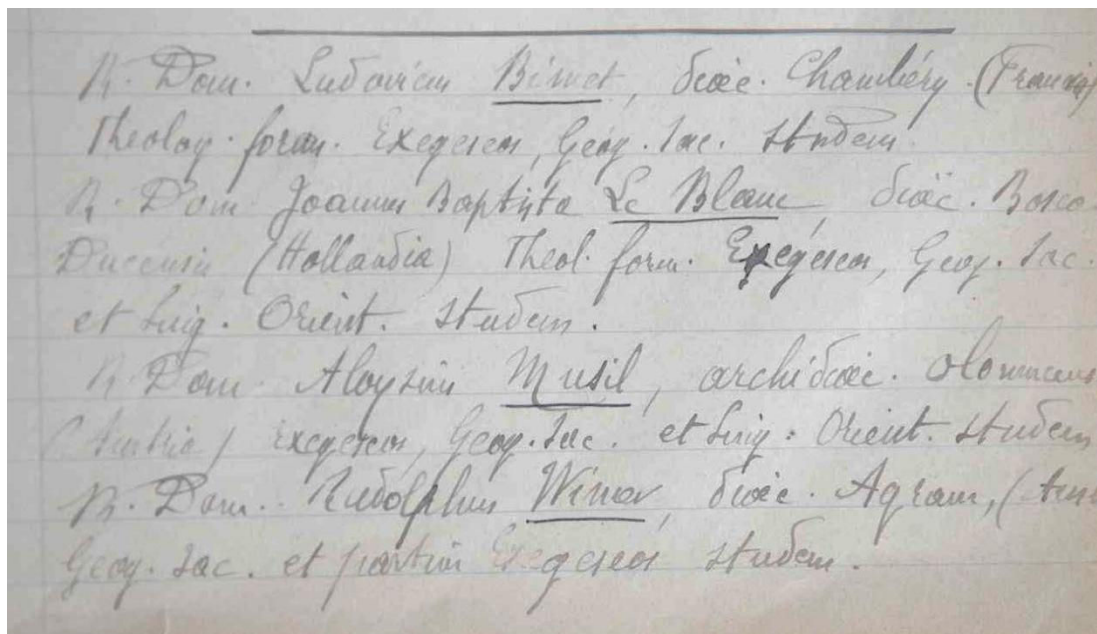 R. Dom. Ludovicus Binet, dioec. Chambéry. (Francia)
Theolog. form. Exegeseos, Geog. Sac. studens
R. Dom Joannes Baptista Le Blanc, dioec. Bosco
Ducensis (Hollandia) Theol. form. Exegeseos, Geog. Sac.
et Ling. Orient. studens.
R. Dom. Aloysius Musil, archidioec. Olomucens
(Austria) exegeseos, Geog. Sac. et Ling. Orient. studens
R. Dom.. Rudolphus Wimer, dioec. Agram, (Aus
Geog. Sac. et partim Exegeseos studens.